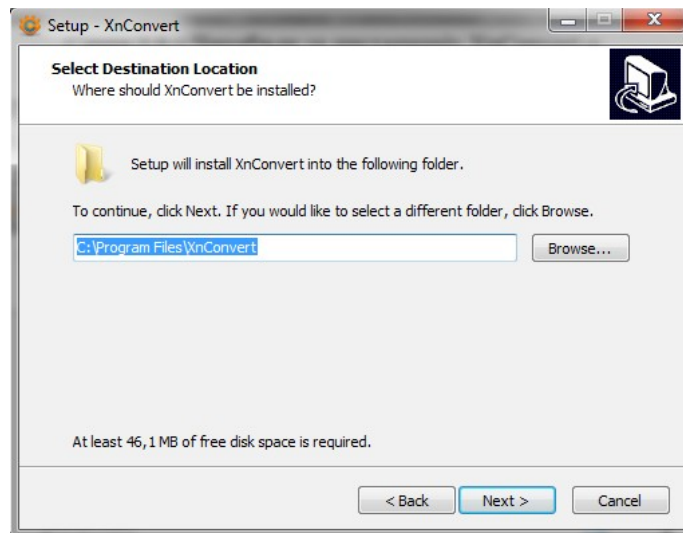 Setup - XnConvert
Select Destination Location
Where should XnConvert be installed?
Setup will install XnConvert into the following folder.
To continue, click Next. If you would like to select a different folder, click Browse.
C:\Program Files\XnConvert
Browse...
At least 46,1 MB of free disk space is required.
< Back
Next >
Cancel